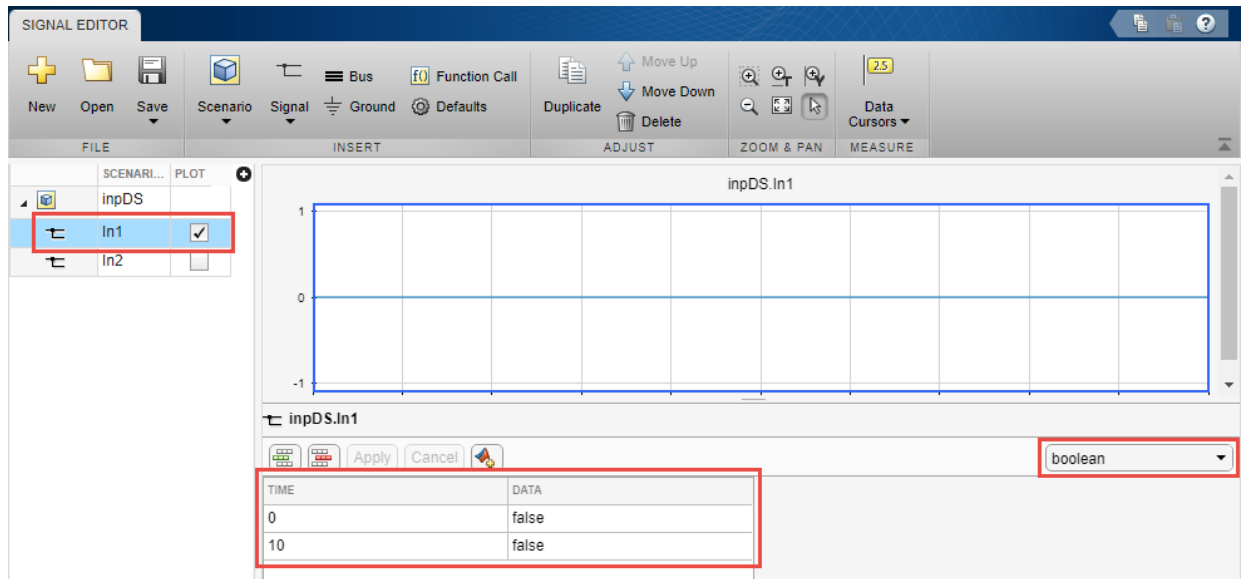 SIGNAL EDITOR
?
New
Open
Save
Scenario
Signal
Bus
Ground
f() Function Call
Defaults
Duplicate
Move Up
Move Down
Delete
T
Y
2.5
Data
Cursors
FILE
INSERT
ADJUST
ZOOM & PAN
MEASURE
SCENARI... PLOT
inpDS
In1
In2
inpDS.In1
1
0
-1
inpDS.In1
Apply Cancel
boolean
TIME DATA
0 false
10 false